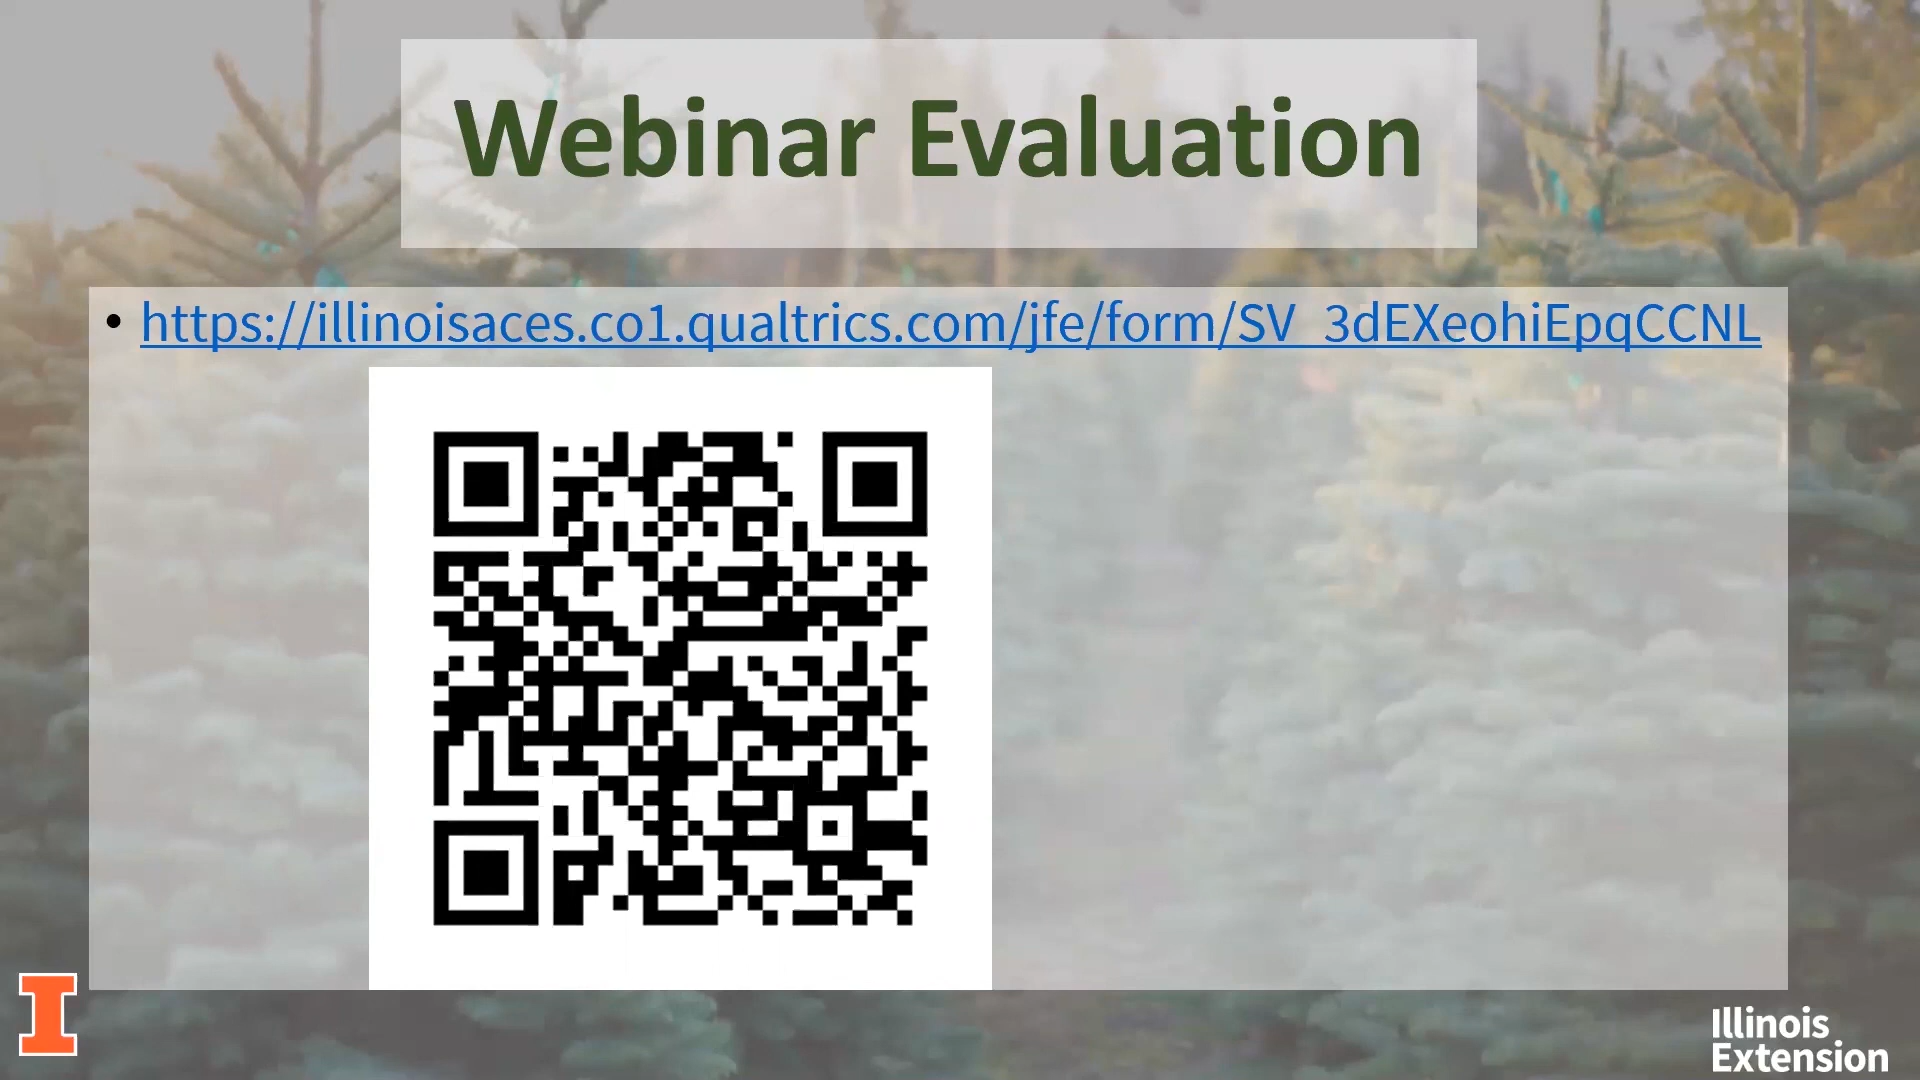 Webinar Evaluation
• https://illinoisaces.co1.qualtrics.com/jfe/form/SV_3dEXeohiEpqCCNL
I
Illinois
Extension